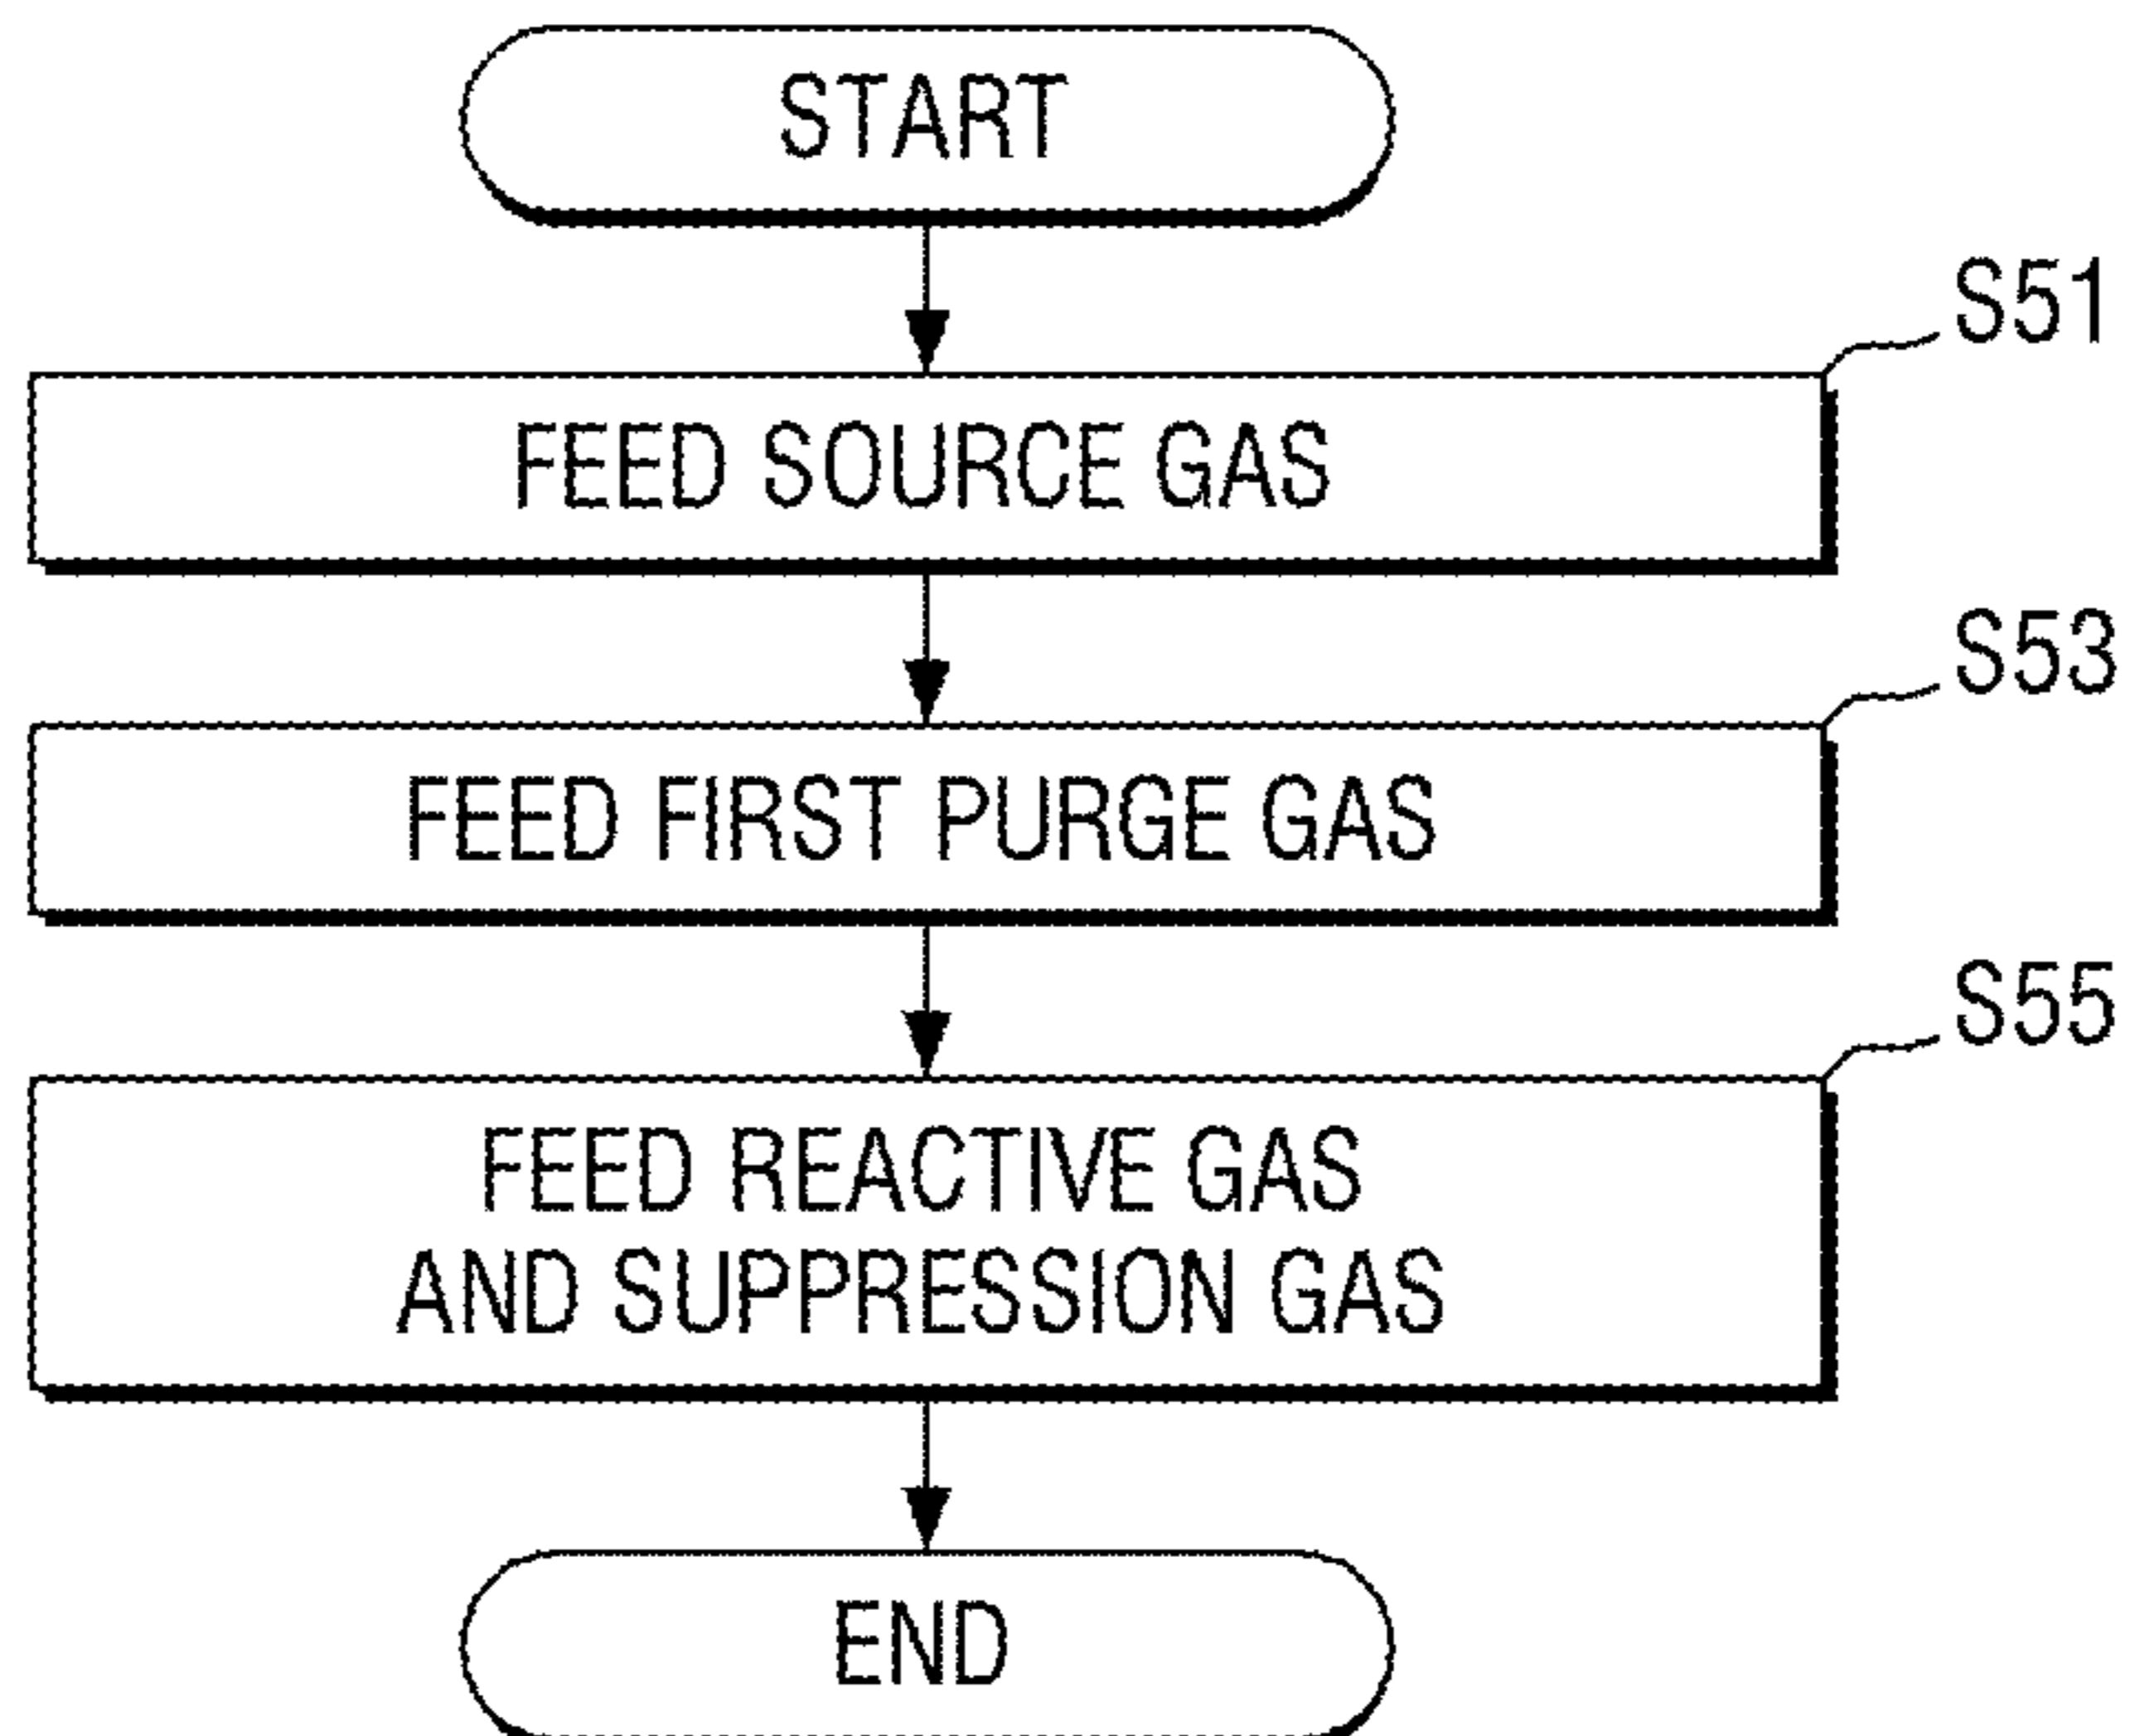 START
S51
FEED SOURCE GAS
S53
FEED FIRST PURGE GAS
S55
FEED REACTIVE GAS
AND SUPPRESSION GAS
END